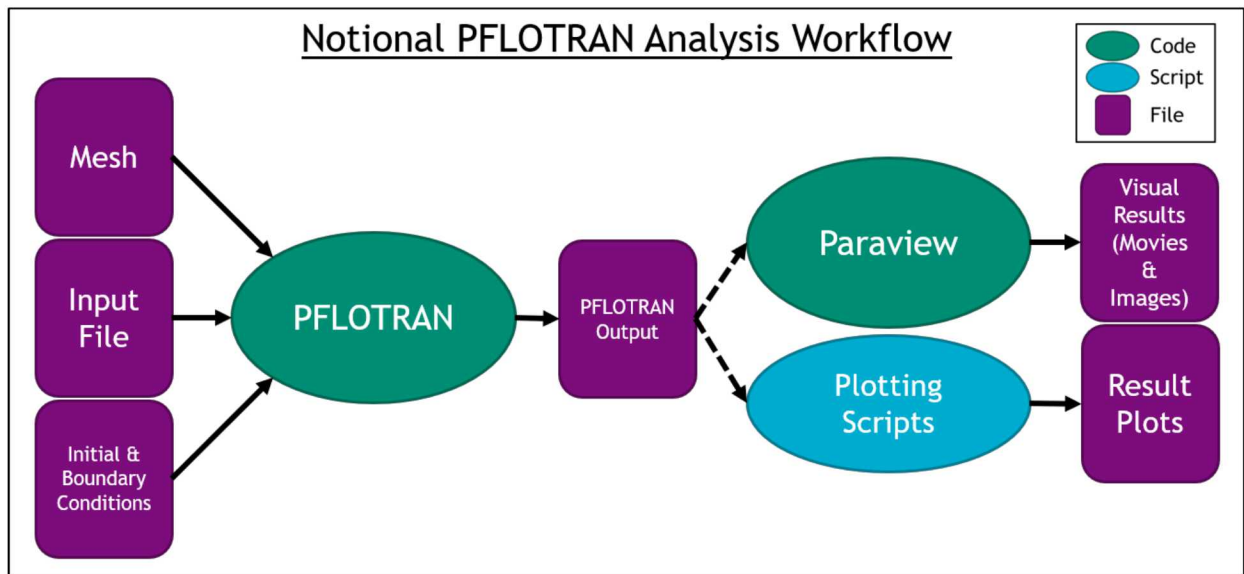 Notional PFLOTRAN Analysis Workflow
Code
Script
File
Mesh
Input
File
Initial &
Boundary
Conditions
PFLOTRAN
PFLOTRAN
Output
Paraview
Plotting
Scripts
Visual
Results
(Movies
&
Images)
Result
Plots